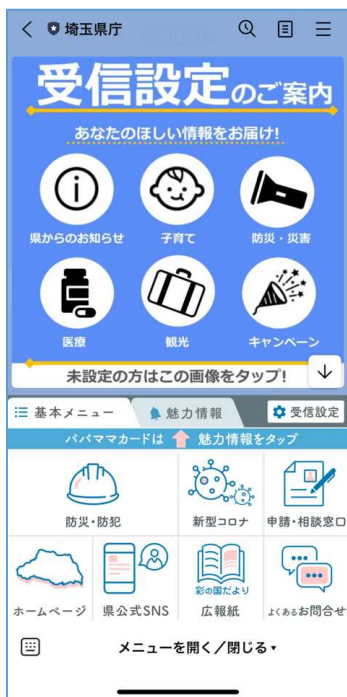 埼玉県庁
受信設定のご案内
あなたのほしい情報をお届け!
県からのお知らせ 子育て 防災・災害
医療 観光 キャンペーン
未設定の方はこの画像をタップ!
基本メニュー 魅力情報 受信設定
パパママカードは 魅力情報をタップ
防災・防犯 新型コロナ 申請・相談窓口
彩の国だより
ホームページ 県公式SNS 広報紙 よくあるお問合せ
メニューを開く/閉じる▾